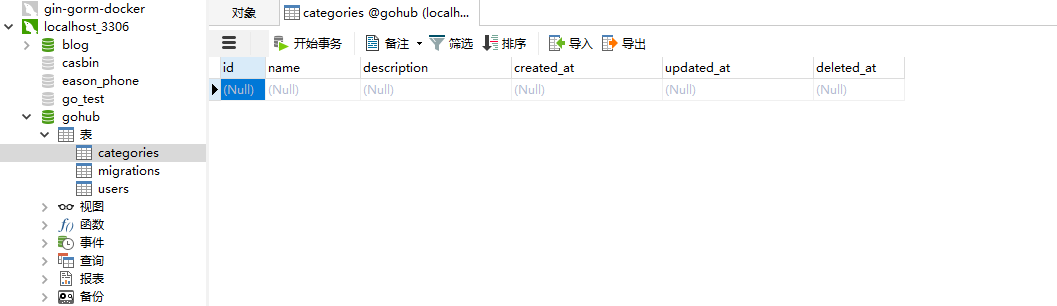 gin-gorm-docker
localhost_3306
blog
casbin
eason_phone
go_test
gohub
表
categories
migrations
users
视图
f() 函数
事件
查询
报表
备份
对象 categories @gohub (localh...
开始事务 备注 筛选 排序 导入 导出
id name description created_at updated_at deleted_at
(Null) (Null) (Null) (Null) (Null) (Null)